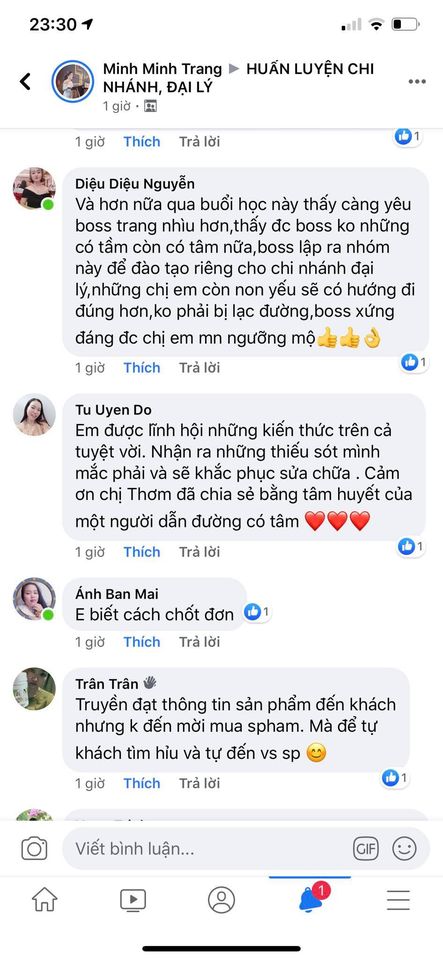 23:30
Minh Minh Trang ▶ HUẤN LUYỆN CHI
NHÁNH, ĐẠI LÝ
1 giờ ·
1 giờ Thích Trả lời 1
Diệu Diệu Nguyễn
Và hơn nữa qua buổi học này thấy càng yêu
boss trang nhìu hơn,thấy đc boss ko những
có tầm còn có tâm nữa,boss lập ra nhóm
này để đào tạo riêng cho chi nhánh đại
lý,những chị em còn non yếu sẽ có hướng đi
đúng hơn,ko phải bị lạc đường,boss xứng
đáng đc chị em mn ngưỡng mộ👍👍👌
1 giờ Thích Trả lời 1
Tu Uyen Do
Em được lĩnh hội những kiến thức trên cả
tuyệt vời. Nhận ra những thiếu sót mình
mắc phải và sẽ khắc phục sửa chữa . Cảm
ơn chị Thơm đã chia sẻ bằng tâm huyết của
một người dẫn đường có tâm ❤️❤️❤️
1 giờ Thích Trả lời 1
Ánh Ban Mai
E biết cách chốt đơn 1
1 giờ Thích Trả lời
Trân Trân
Truyền đạt thông tin sản phẩm đến khách
nhưng k đến mời mua spham. Mà để tự
khách tìm hỉu và tự đến vs sp 😊
1 giờ Thích Trả lời 1
Viết bình luận... GIF
1